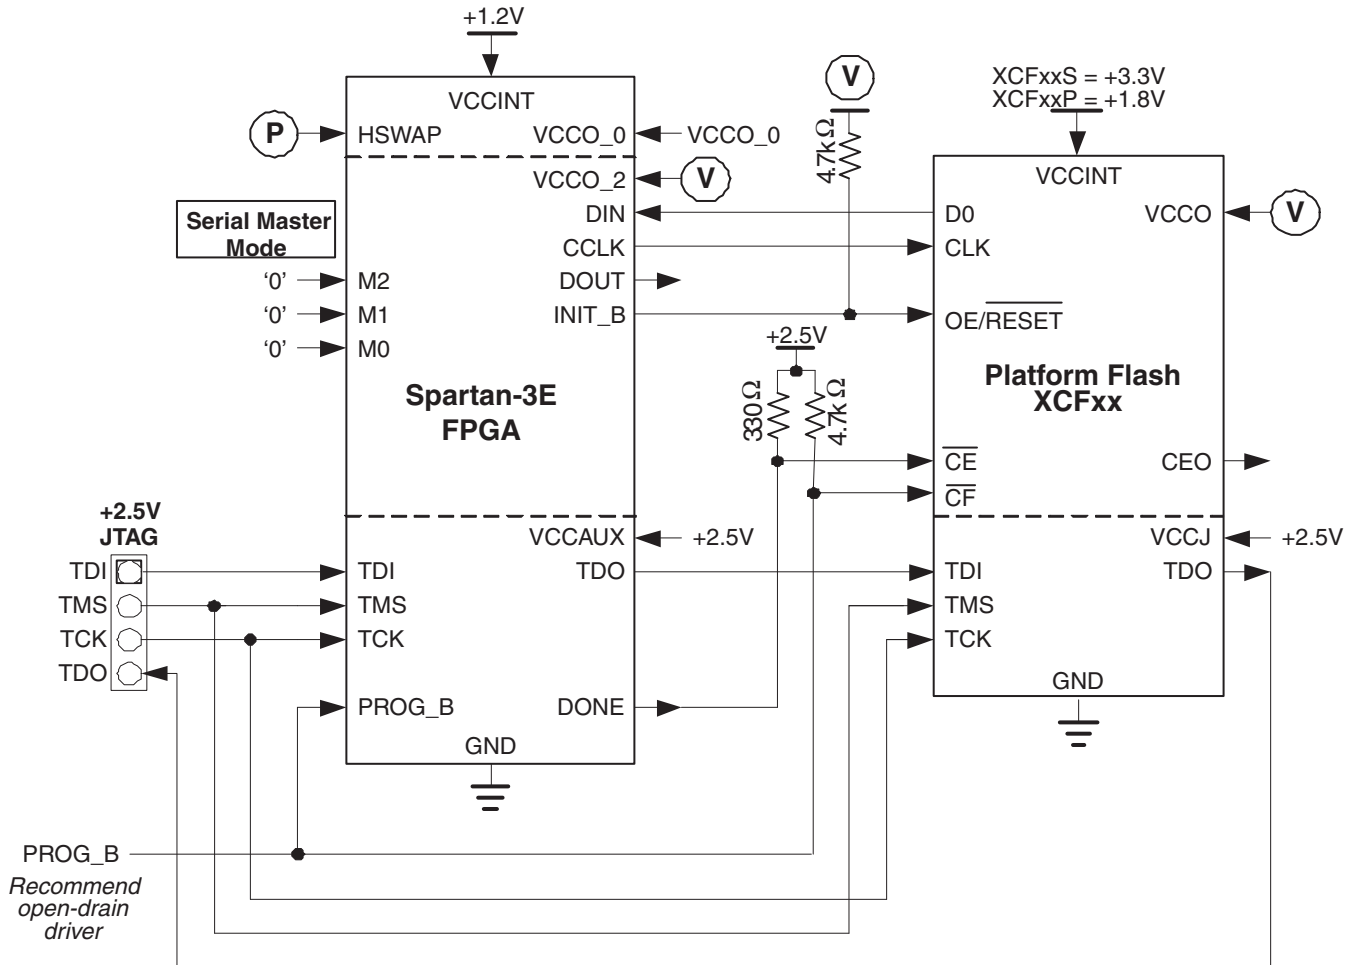 +1.2V
VCCINT
P
HSWAP
VCCO_0
VCCO_0
VCCO_2
V
Serial Master
Mode
DIN
CCLK
'0'
M2
DOUT
'0'
M1
INIT_B
'0'
M0
Spartan-3E
FPGA
V
4.7kΩ
+2.5V
330Ω
4.7kΩ
XCFxxS = +3.3V
XCFxxP = +1.8V
VCCINT
D0
VCCO
V
CLK
OE/RESET
Platform Flash
XCFxx
CE
CEO
CF
+2.5V
JTAG
TDI
TMS
TCK
TDO
VCCAUX
+2.5V
TDI
TDO
TMS
TCK
PROG_B
DONE
GND
VCCJ
+2.5V
TDI
TDO
TMS
TCK
GND
PROG_B
Recommend
open-drain
driver